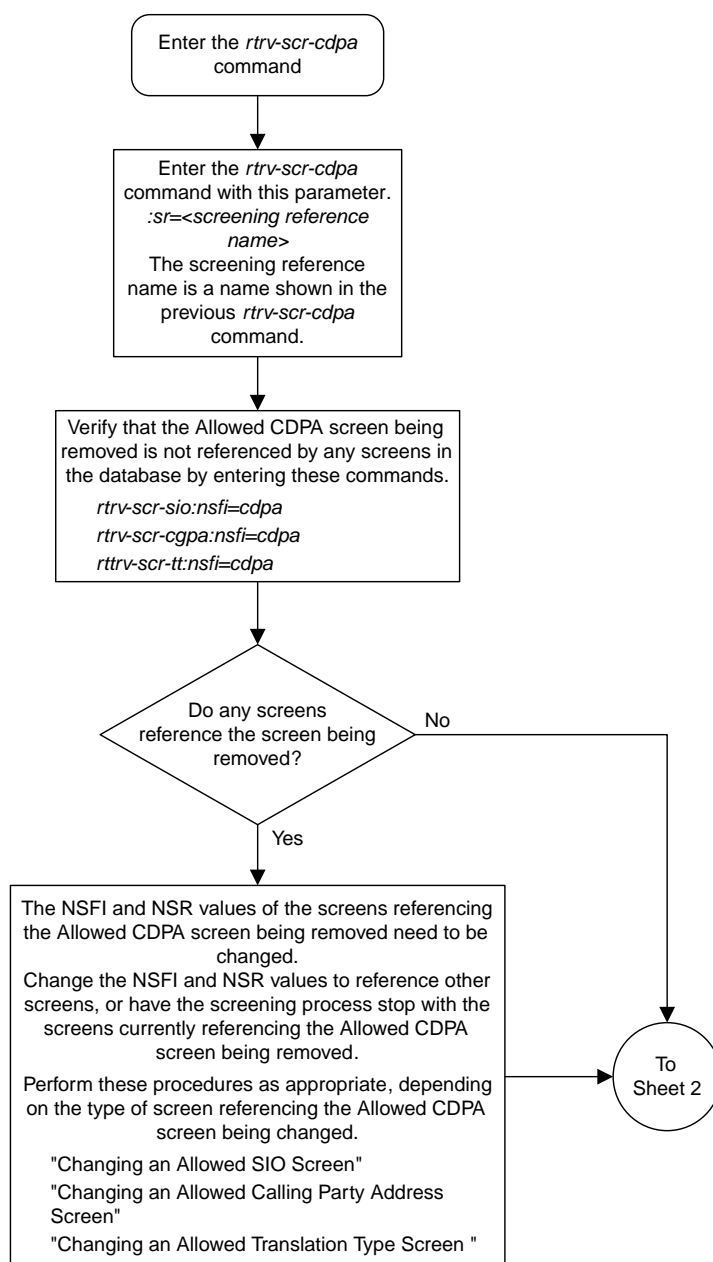 Enter the rtrv-scr-cdpa
command
Enter the rtrv-scr-cdpa
command with this parameter.
:sr=<screening reference
name>
The screening reference
name is a name shown in the
previous rtrv-scr-cdpa
command.
Verify that the Allowed CDPA screen being
removed is not referenced by any screens in
the database by entering these commands.
rtrv-scr-sio:nsfi=cdpa
rtrv-scr-cgpa:nsfi=cdpa
rttrv-scr-tt:nsfi=cdpa
Do any screens
reference the screen being
removed?
No
Yes
The NSFI and NSR values of the screens referencing
the Allowed CDPA screen being removed need to be
changed.
Change the NSFI and NSR values to reference other
screens, or have the screening process stop with the
screens currently referencing the Allowed CDPA
screen being removed.
Perform these procedures as appropriate, depending
on the type of screen referencing the Allowed CDPA
screen being changed.
"Changing an Allowed SIO Screen"
"Changing an Allowed Calling Party Address
Screen"
"Changing an Allowed Translation Type Screen "
To
Sheet 2